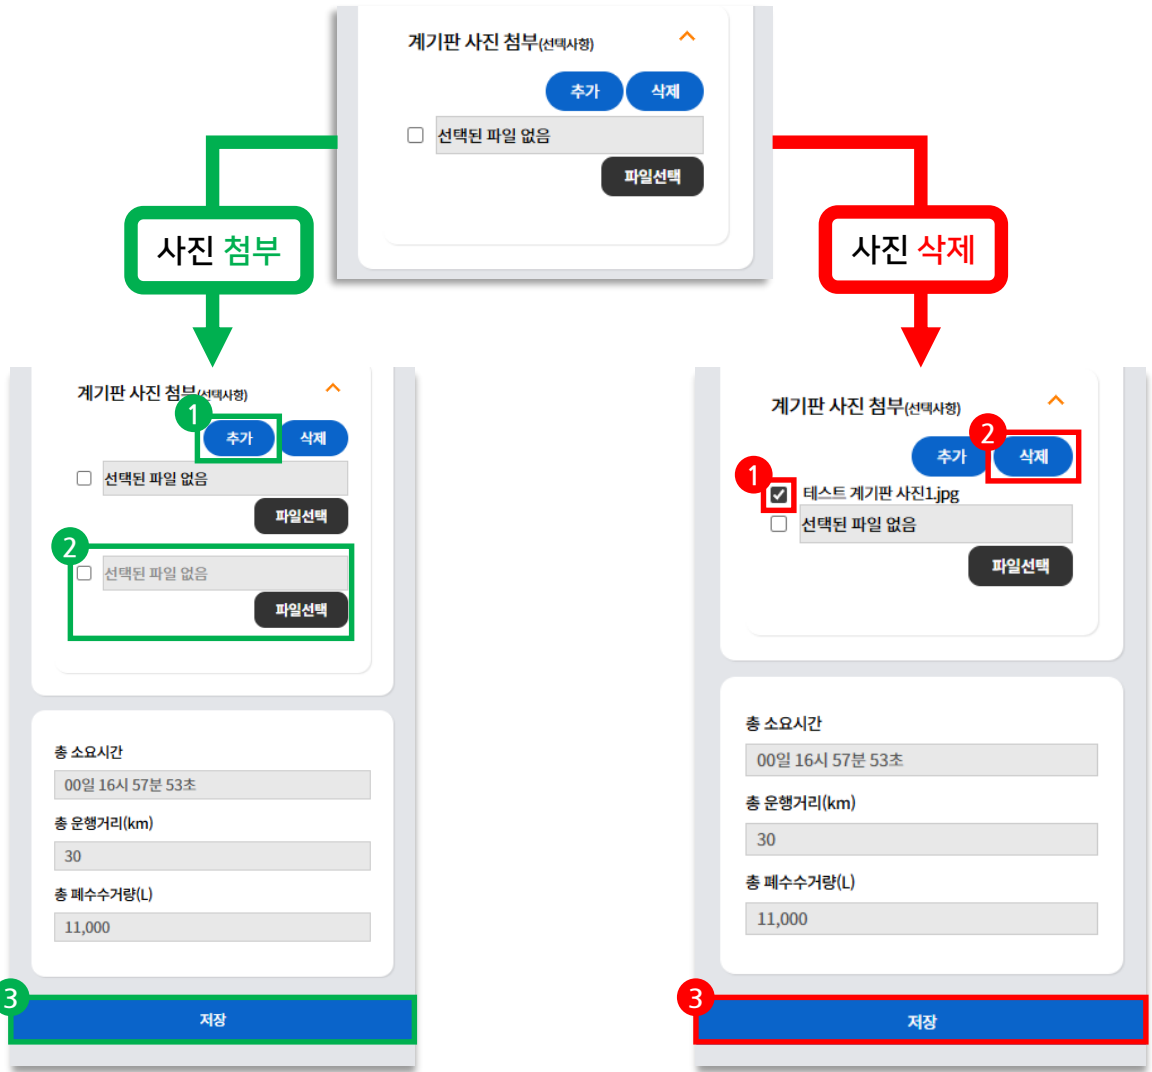 계기판 사진 첨부(선택사항)
추가 삭제
선택된 파일 없음
파일선택
사진 첨부
사진 삭제
계기판 사진 첨부(선택사항)
1
추가 삭제
선택된 파일 없음
파일선택
2
선택된 파일 없음
파일선택
총 소요시간
00일 16시 57분 53초
총 운행거리(km)
30
총 폐수수거량(L)
11,000
3
저장
계기판 사진 첨부(선택사항)
2
추가 삭제
1
테스트 계기판 사진1.jpg
선택된 파일 없음
파일선택
총 소요시간
00일 16시 57분 53초
총 운행거리(km)
30
총 폐수수거량(L)
11,000
3
저장